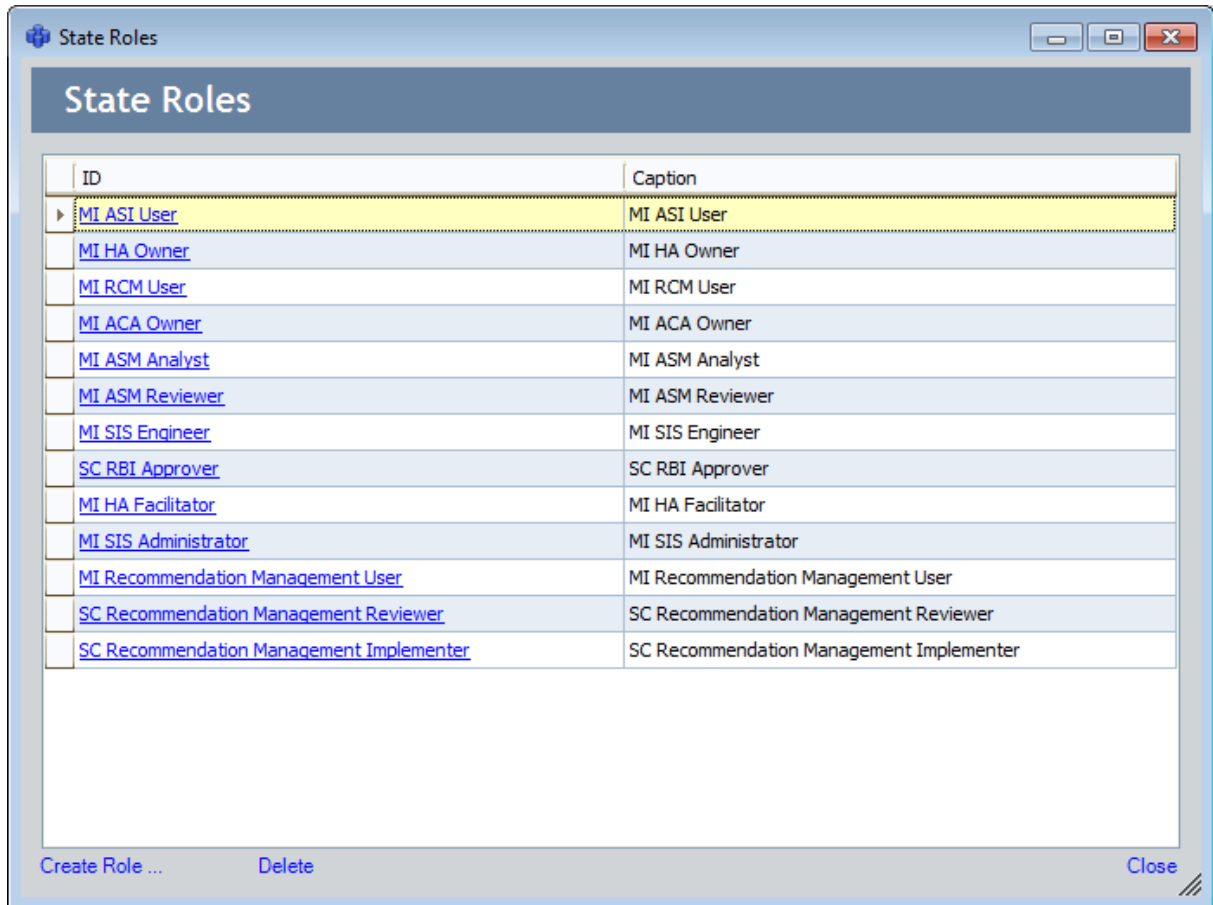 State Roles
State Roles
ID Caption
MI ASI User MI ASI User
MI HA Owner MI HA Owner
MI RCM User MI RCM User
MI ACA Owner MI ACA Owner
MI ASM Analyst MI ASM Analyst
MI ASM Reviewer MI ASM Reviewer
MI SIS Engineer MI SIS Engineer
SC RBI Approver SC RBI Approver
MI HA Facilitator MI HA Facilitator
MI SIS Administrator MI SIS Administrator
MI Recommendation Management User MI Recommendation Management User
SC Recommendation Management Reviewer SC Recommendation Management Reviewer
SC Recommendation Management Implementer SC Recommendation Management Implementer
Create Role ... Delete Close